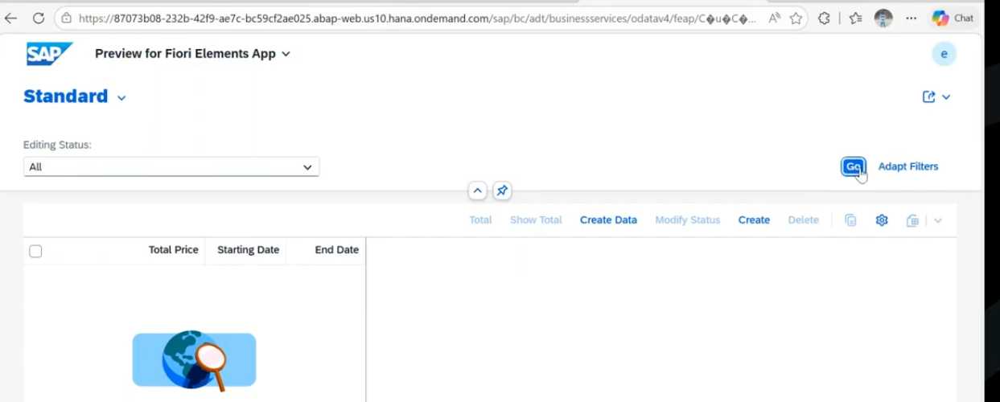 https://87073b08-232b-42f9-ae7c-bc59cf2ae025.abap-web.us10.hana.ondemand.com/sap/bc/adt/businessservices/odatav4/feap/C�u�C�... A» Chat
SAP Preview for Fiori Elements App e
Standard
Editing Status:
All Go Adapt Filters
Total Show Total Create Data Modify Status Create Delete
Total Price Starting Date End Date